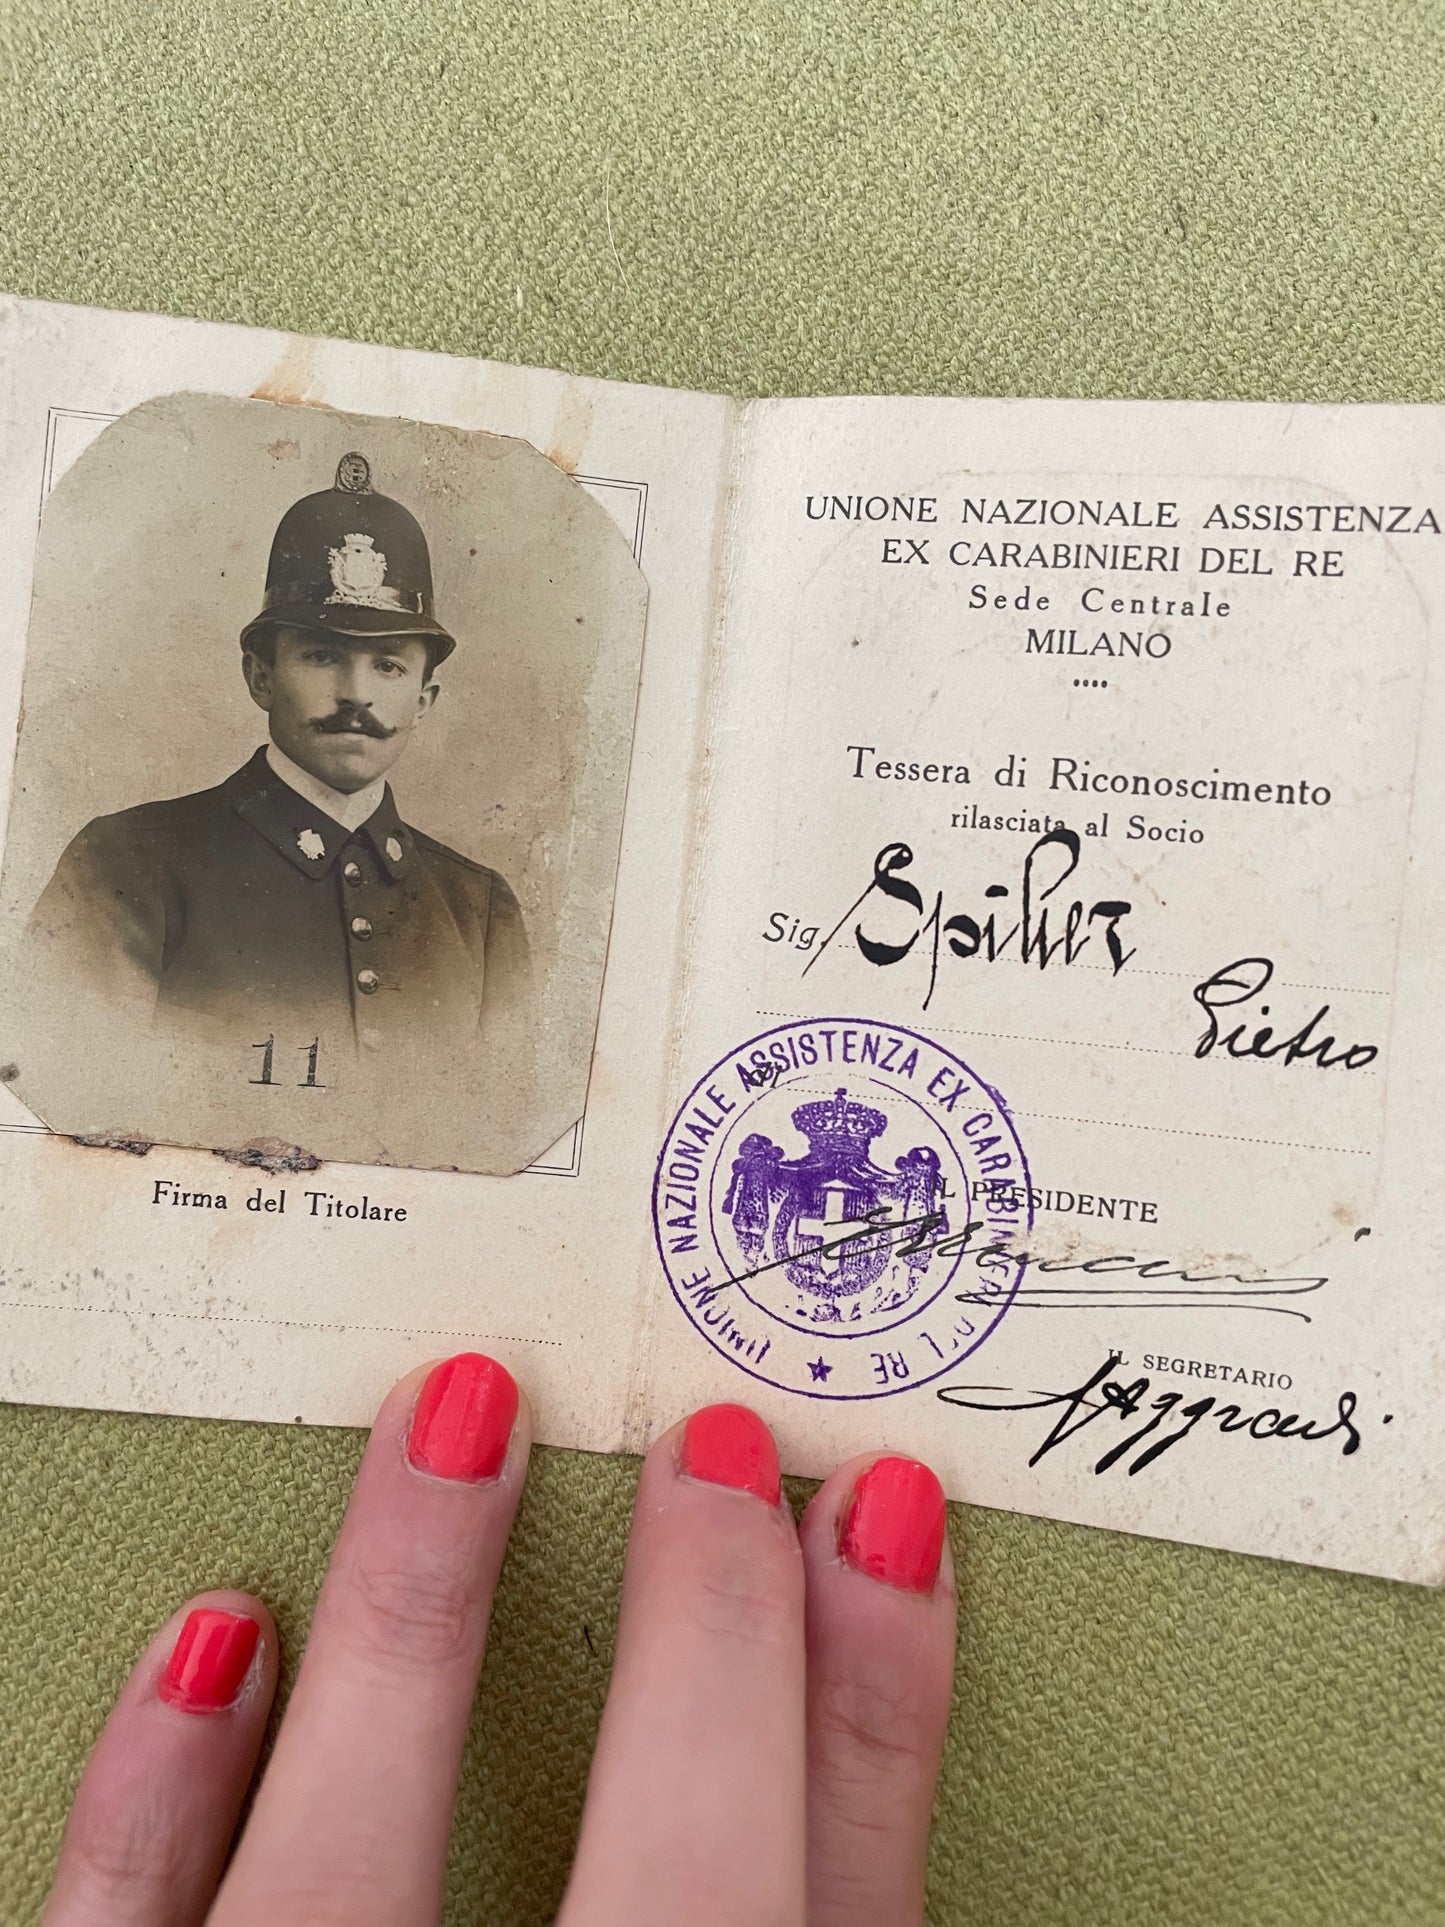 11
Firma del Titolare
UNIONE NAZIONALE ASSISTENZA
EX CARABINIERI DEL RE
Sede Centrale
MILANO
Tessera di Riconoscimento
rilasciata al Socio
Sig.
Pietro
UNIONE NAZIONALE ASSISTENZA EX CARABINIERI DEL RE
IL PRESIDENTE
IL SEGRETARIO